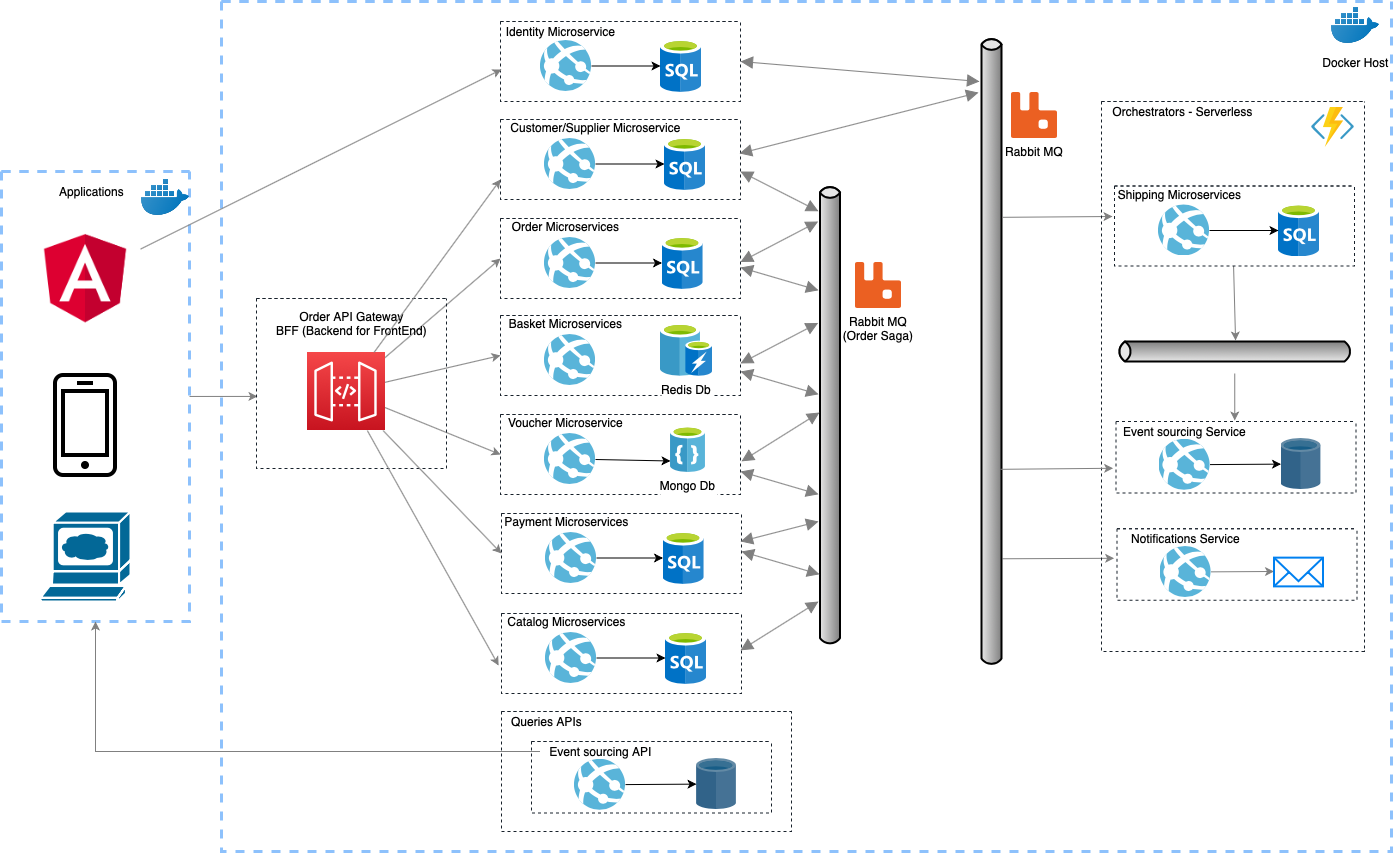 Docker Host
Applications
Order API Gateway
BFF (Backend for FrontEnd)
</>
Identity Microservice
SQL
Customer/Supplier Microservice
SQL
Order Microservices
SQL
Basket Microservices
Redis Db
Voucher Microservice
{ }
Mongo Db
Payment Microservices
SQL
Catalog Microservices
SQL
Queries APIs
Event sourcing API
Rabbit MQ
(Order Saga)
Rabbit MQ
Orchestrators - Serverless
Shipping Microservices
SQL
Event sourcing Service
Notifications Service